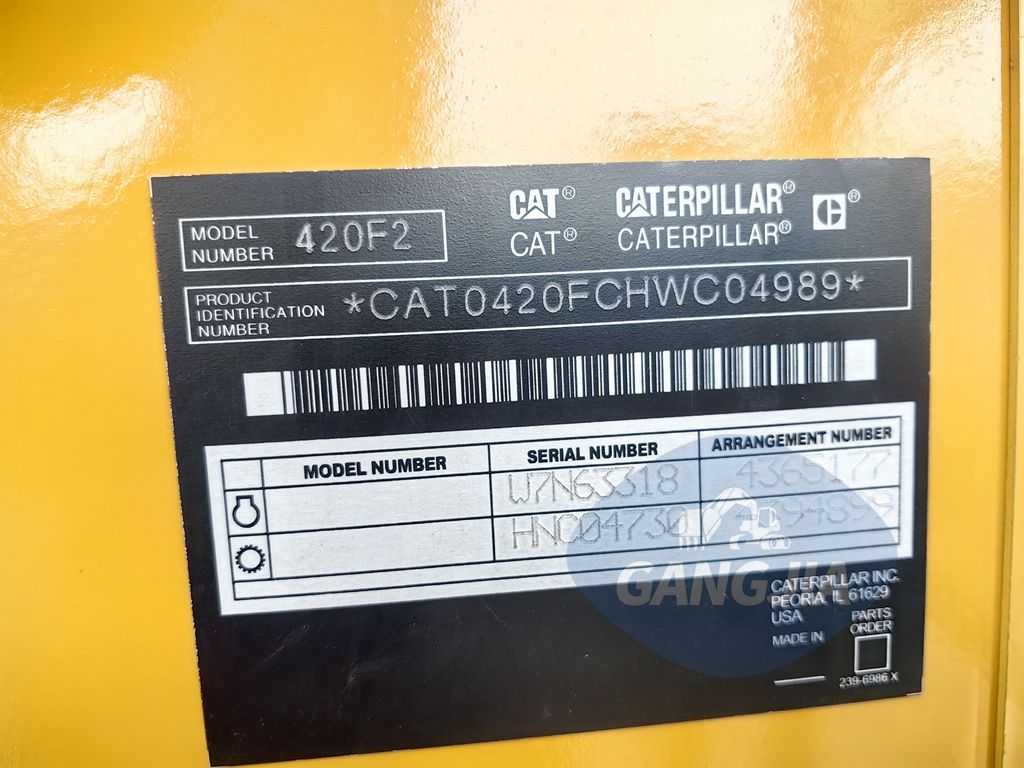 CAT® CATERPILLAR®
CAT® CATERPILLAR®
MODEL NUMBER 420F2
PRODUCT IDENTIFICATION NUMBER *CAT0420FCHWC04989*
MODEL NUMBER SERIAL NUMBER ARRANGEMENT NUMBER
W7N63318 4365177
HNC04730
GANGJIA
CATERPILLAR INC.
PEORIA, IL 61629
USA
MADE IN
PARTS
ORDER
239-6986 X